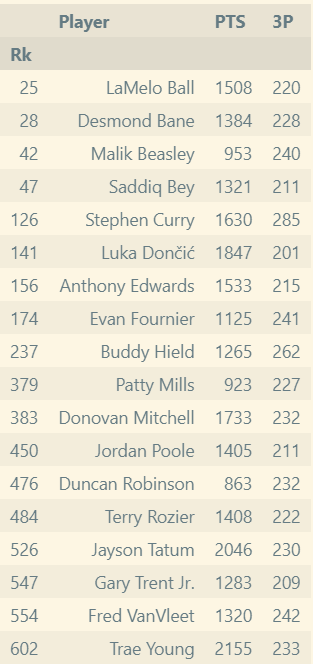 Player PTS 3P
Rk
25 LaMelo Ball 1508 220
28 Desmond Bane 1384 228
42 Malik Beasley 953 240
47 Saddiq Bey 1321 211
126 Stephen Curry 1630 285
141 Luka Dončić 1847 201
156 Anthony Edwards 1533 215
174 Evan Fournier 1125 241
237 Buddy Hield 1265 262
379 Patty Mills 923 227
383 Donovan Mitchell 1733 232
450 Jordan Poole 1405 211
476 Duncan Robinson 863 232
484 Terry Rozier 1408 222
526 Jayson Tatum 2046 230
547 Gary Trent Jr. 1283 209
554 Fred VanVleet 1320 242
602 Trae Young 2155 233